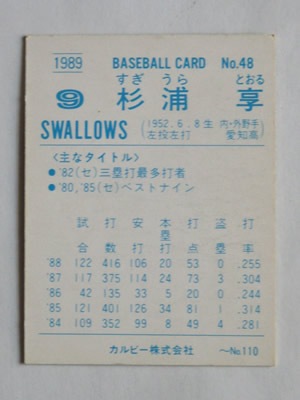 1989 BASEBALL CARD No.48
すぎ うら とおる
⑨ 杉浦 享
SWALLOWS (1952.6.8生 内・外野手
左投左打 愛知高)
〈主なタイトル〉
●'82(セ)三塁打最多打者
●'80,'85(セ)ベストナイン
試合 打数 安打 本塁打 打点 盗塁 打率
'88 122 416 106 20 53 0 .255
'87 117 375 114 24 73 3 .304
'86 42 135 33 5 20 0 .244
'85 121 401 126 34 81 1 .314
'84 109 352 99 8 49 4 .281
カルビー株式会社 〜No110